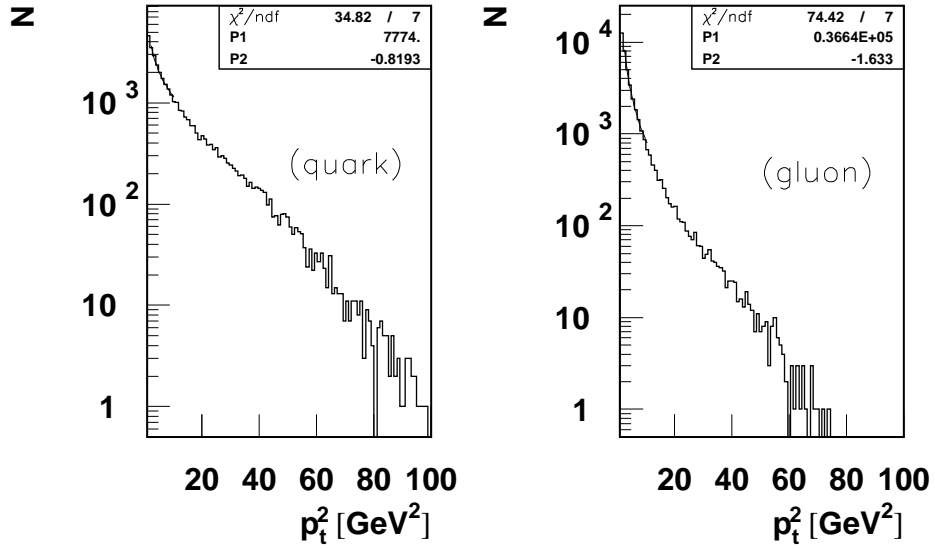 N
χ²/ndf 34.82 / 7
P1 7774.
P2 -0.8193
10³
10²
10
1
(quark)
20 40 60 80 100
p_t² [GeV²]
N
χ²/ndf 74.42 / 7
P1 0.3664E+05
P2 -1.633
10⁴
10³
10²
10
1
(gluon)
20 40 60 80 100
p_t² [GeV²]